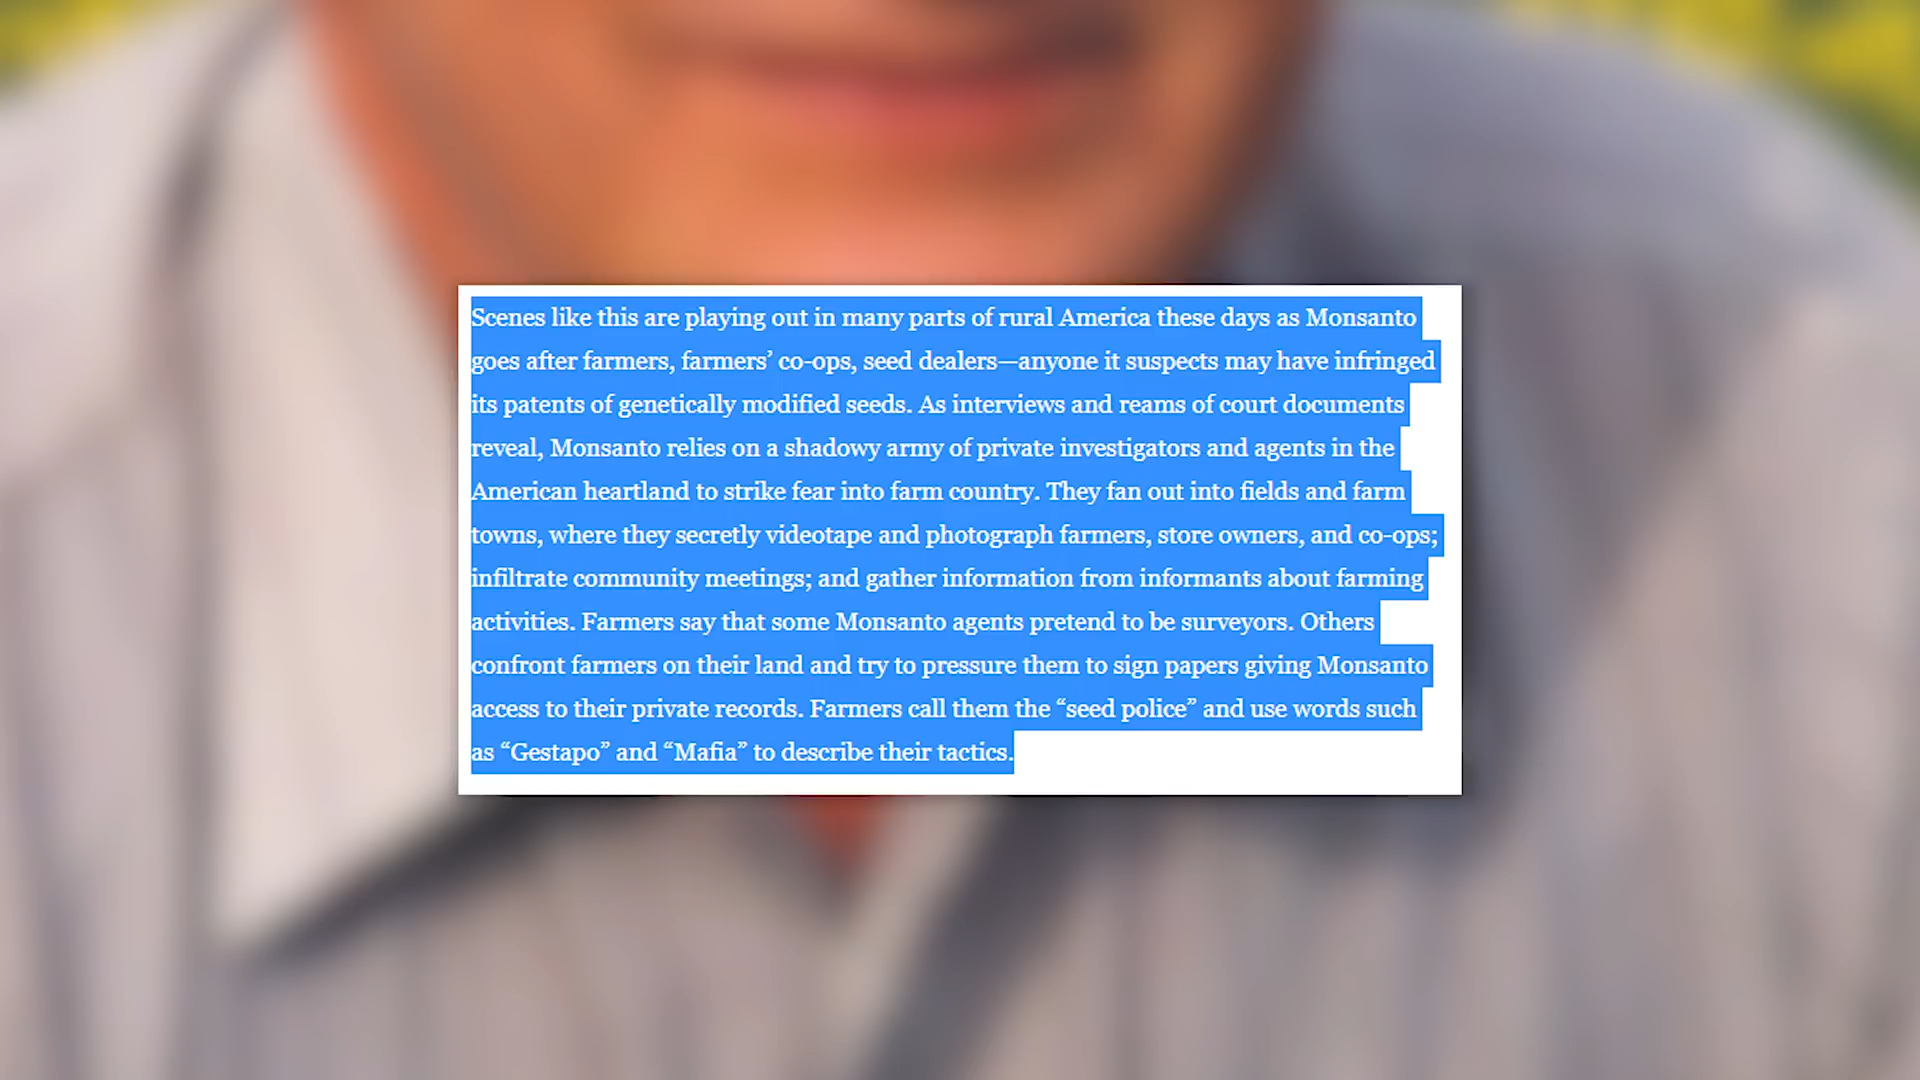 Scenes like this are playing out in many parts of rural America these days as Monsanto
goes after farmers, farmers’ co-ops, seed dealers—anyone it suspects may have infringed
its patents of genetically modified seeds. As interviews and reams of court documents
reveal, Monsanto relies on a shadowy army of private investigators and agents in the
American heartland to strike fear into farm country. They fan out into fields and farm
towns, where they secretly videotape and photograph farmers, store owners, and co-ops;
infiltrate community meetings; and gather information from informants about farming
activities. Farmers say that some Monsanto agents pretend to be surveyors. Others
confront farmers on their land and try to pressure them to sign papers giving Monsanto
access to their private records. Farmers call them the “seed police” and use words such
as “Gestapo” and “Mafia” to describe their tactics.